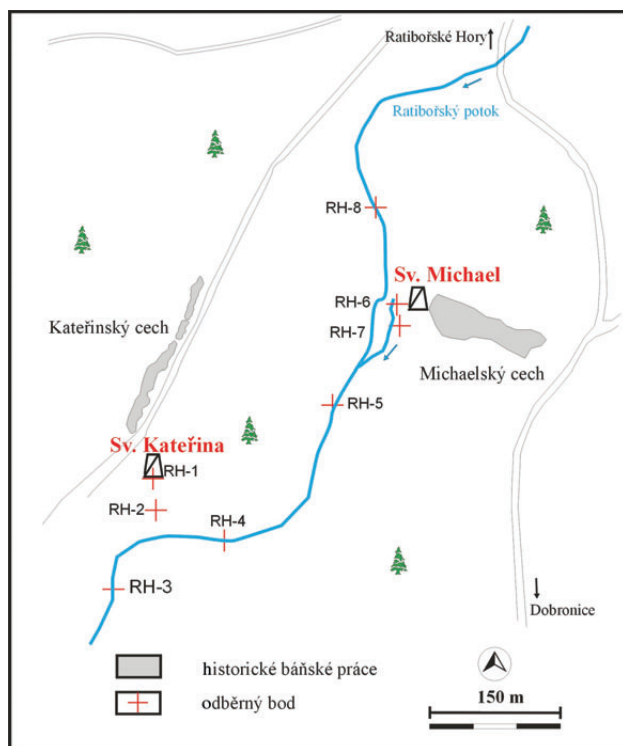 Ratibořské Hory
Ratibořský potok
RH-8
Sv. Michael
RH-6
Kateřinský cech
RH-7
Michaelský cech
RH-5
Sv. Kateřina
RH-1
RH-2
RH-4
RH-3
Dobronice
historické báňské práce
odběrný bod
150 m